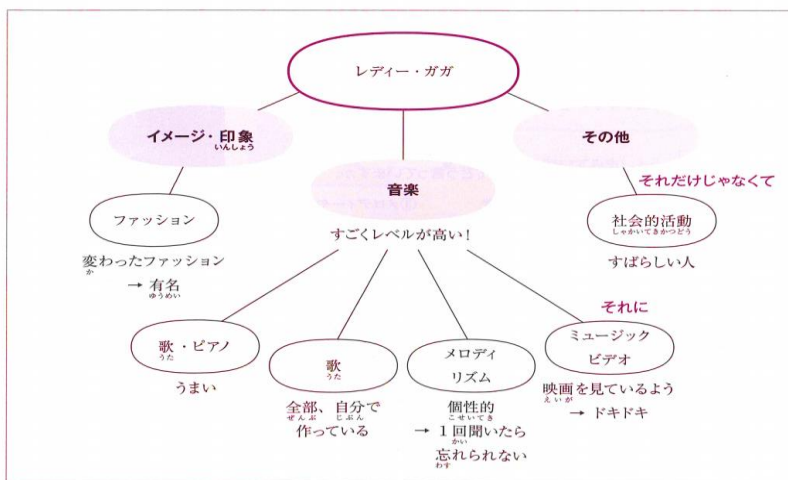 レディー・ガガ
イメージ・印象
いんしょう
ファッション
変わったファッション
か
→ 有名
ゆうめい
音楽
すごくレベルが高い!
歌・ピアノ
うた
うまい
歌
うた
全部、自分で
ぜんぶ じぶん
作っている
メロディ
リズム
個性的
こせいてき
→ 1回聞いたら
かい
忘れられない
わす
それに
ミュージック
ビデオ
映画を見ているよう
えいが
→ ドキドキ
その他
それだけじゃなくて
社会的活動
しゃかいてきかつどう
すばらしい人